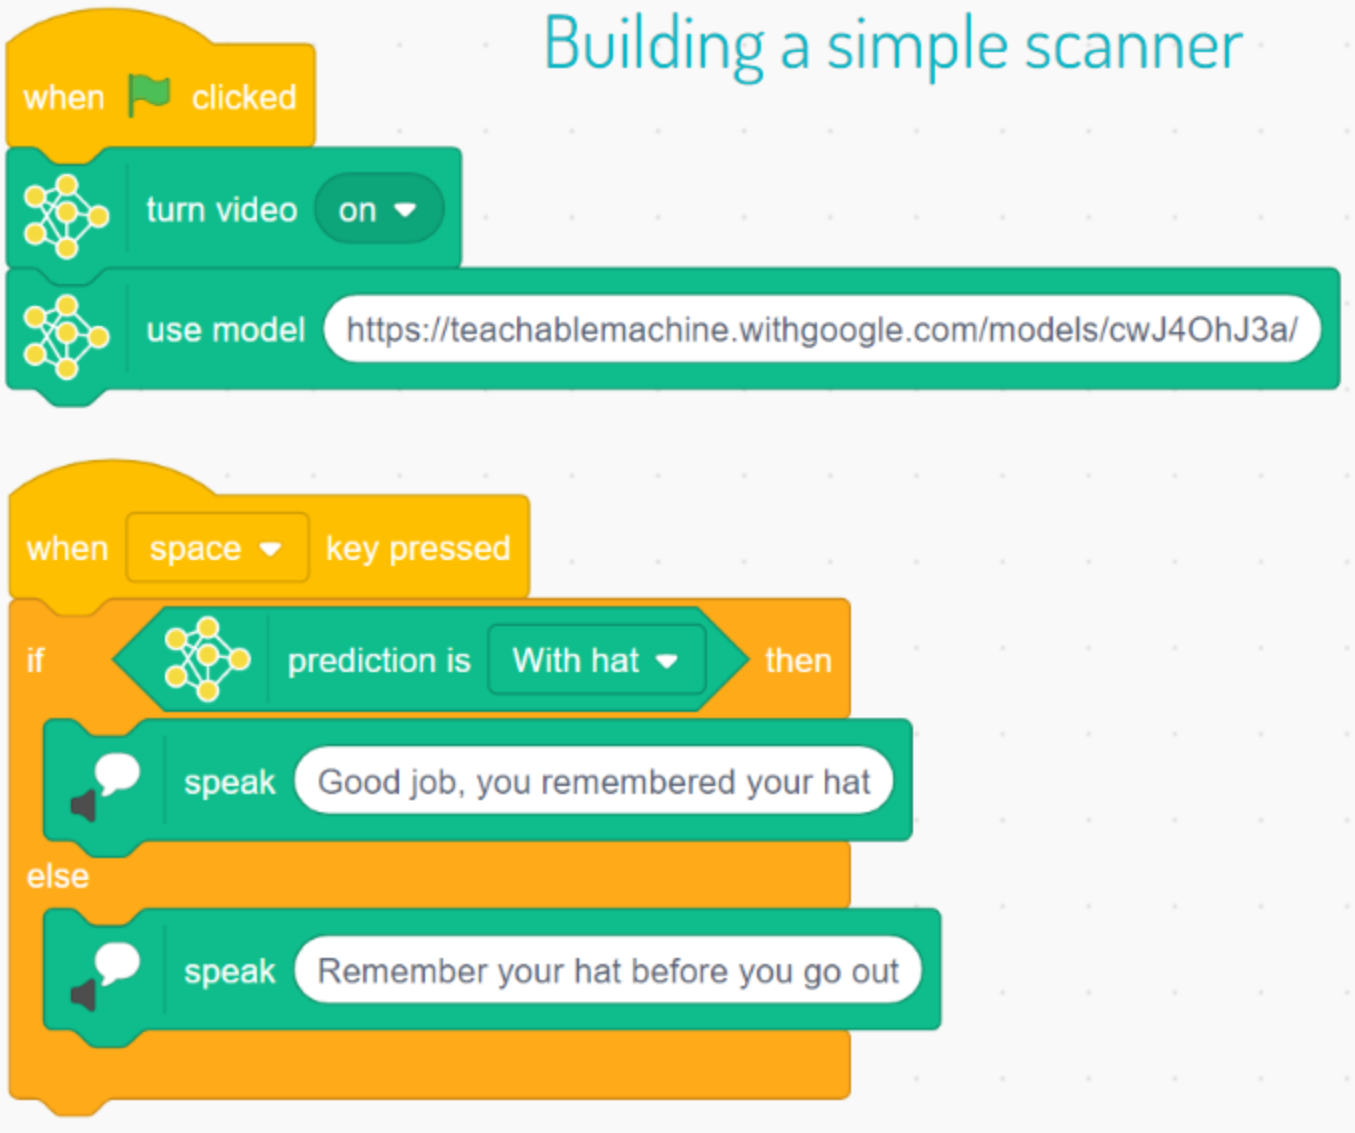 Building a simple scanner
when clicked
turn video on
use model https://teachablemachine.withgoogle.com/models/cwJ4OhJ3a/
when space key pressed
if prediction is With hat then
speak Good job, you remembered your hat
else
speak Remember your hat before you go out